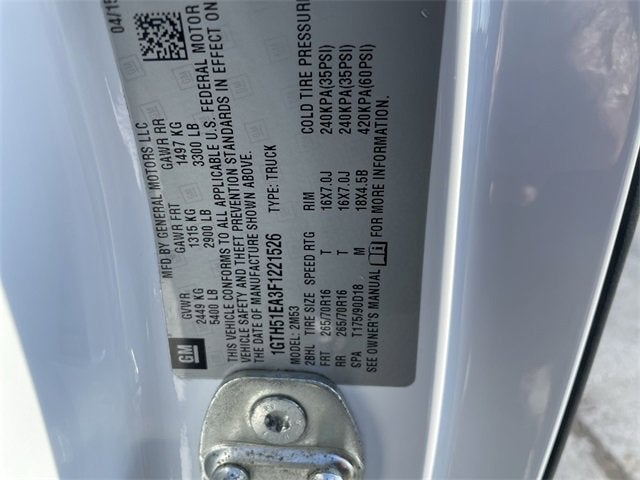 GM
MFD BY GENERAL MOTORS LLC
04/15
GVWR GAWR FRT GAWR RR
2449 KG 1315 KG 1497 KG
5400 LB 2900 LB 3300 LB
THIS VEHICLE CONFORMS TO ALL APPLICABLE U.S. FEDERAL MOTOR
VEHICLE SAFETY AND THEFT PREVENTION STANDARDS IN EFFECT ON
THE DATE OF MANUFACTURE SHOWN ABOVE.
1GTH51EA3F1221526 TYPE: TRUCK
MODEL: 2M53
28HL TIRE SIZE SPEED RTG RIM COLD TIRE PRESSURE
FRT 265/70R16 T 16X7.0J 240KPA(35PSI)
RR 265/70R16 T 16X7.0J 240KPA(35PSI)
SPA T175/90D18 M 18X4.5B 420KPA(60PSI)
SEE OWNER'S MANUAL FOR MORE INFORMATION.